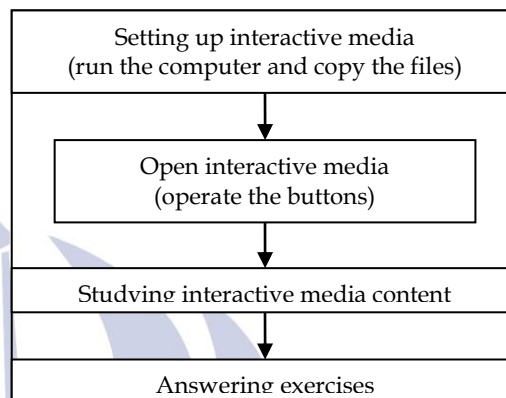 Setting up interactive media
(run the computer and copy the files)
Open interactive media
(operate the buttons)
Studying interactive media content
Answering exercises